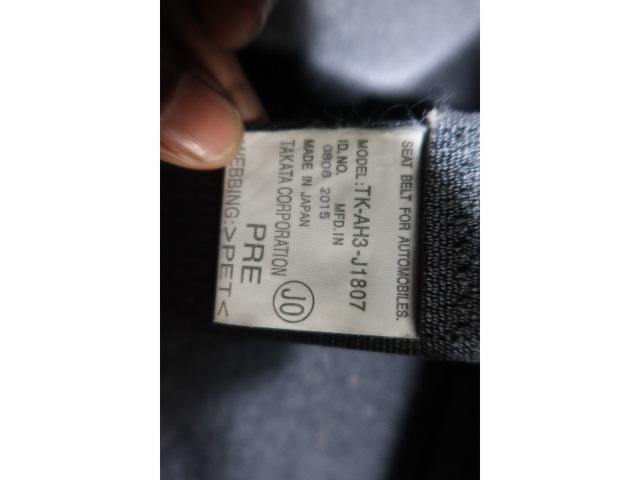 SEAT BELT FOR AUTOMOBILES.
MODEL:TK-AH3-J1807
ID.NO. MFD.IN
0806 2015
MADE IN JAPAN
TAKATA CORPORATION JO
PRE
WEBBING:>PET<